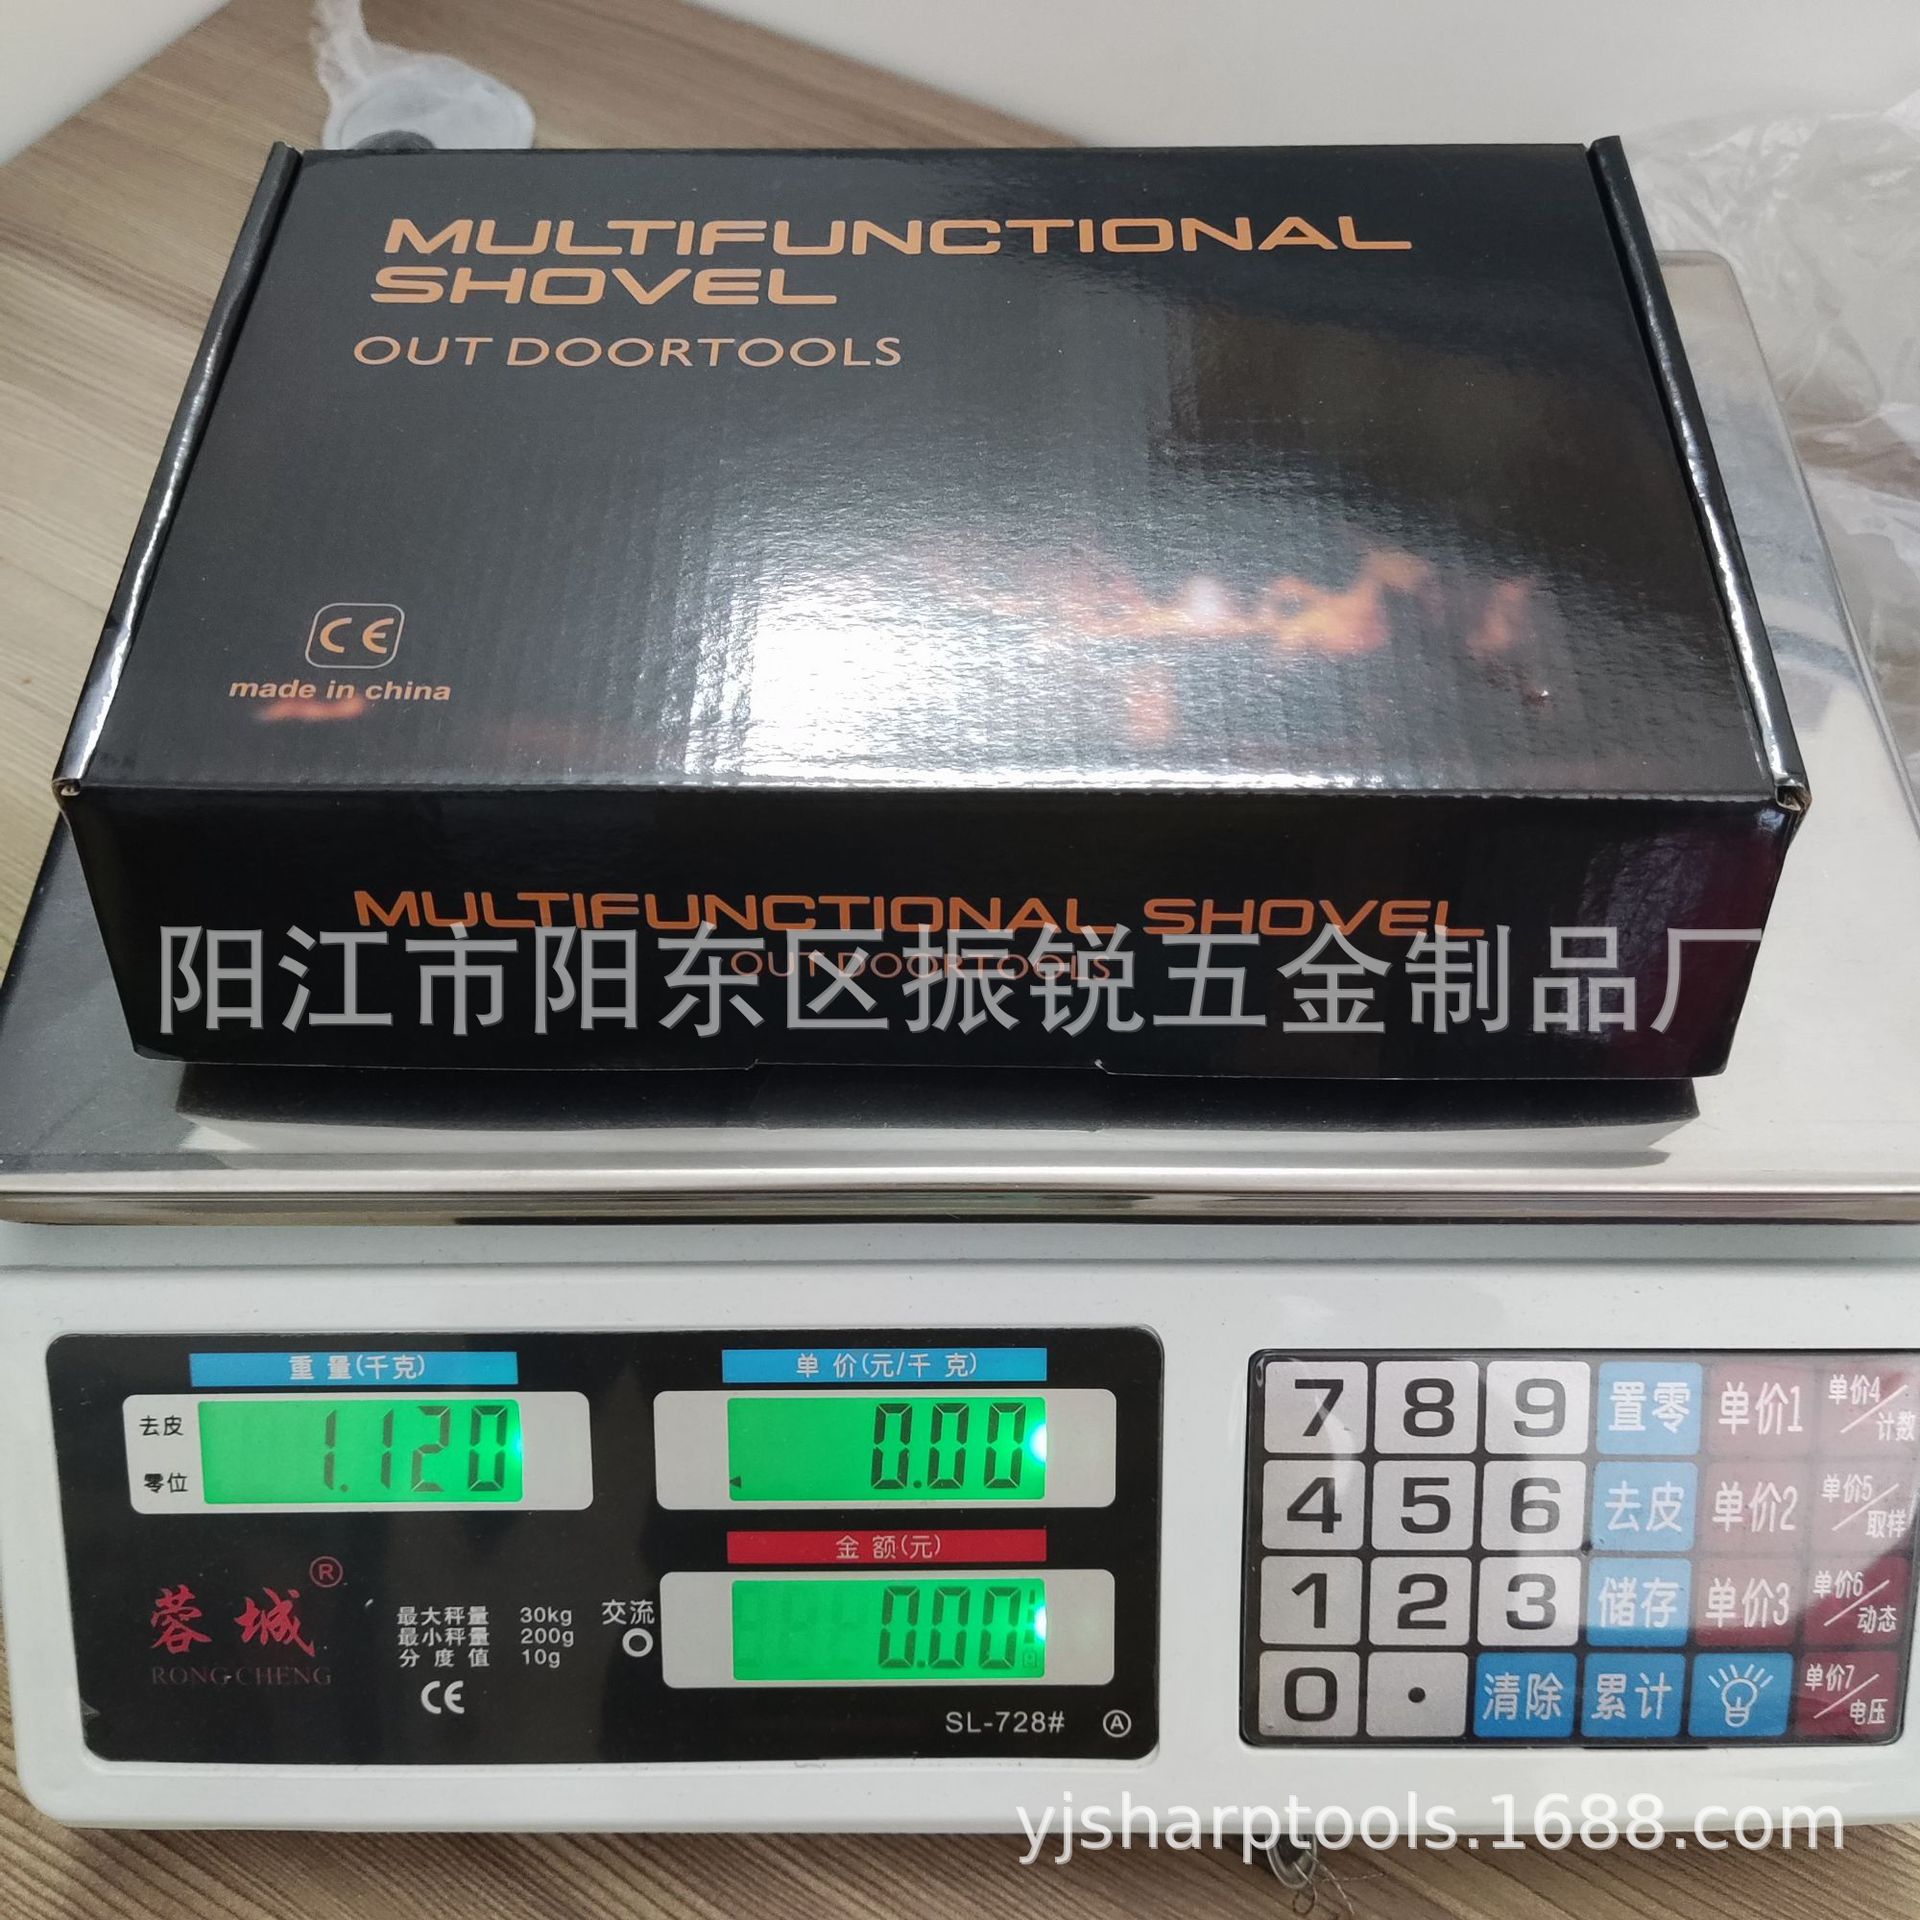 MULTIFUNCTIONAL
SHOVEL
OUT DOORTOOLS
CE
made in china
MULTIFUNCTIONAL SHOVEL
OUT DOORTOOLS
阳江市阳东区振锐五金制品厂
重量(千克)
单价(元/千克)
去皮
零位
1.120
0.00
金额(元)
0.00
蓉城®
RONGCHENG
最大秤量 30kg
最小秤量 200g
分度值 10g
交流
CE
SL-728# A
7 8 9 置零 单价1 单价4/计数
4 5 6 去皮 单价2 单价5/取样
1 2 3 储存 单价3 单价6/动态
0 . 清除 累计 单价7/电压
yjsharptools.1688.com